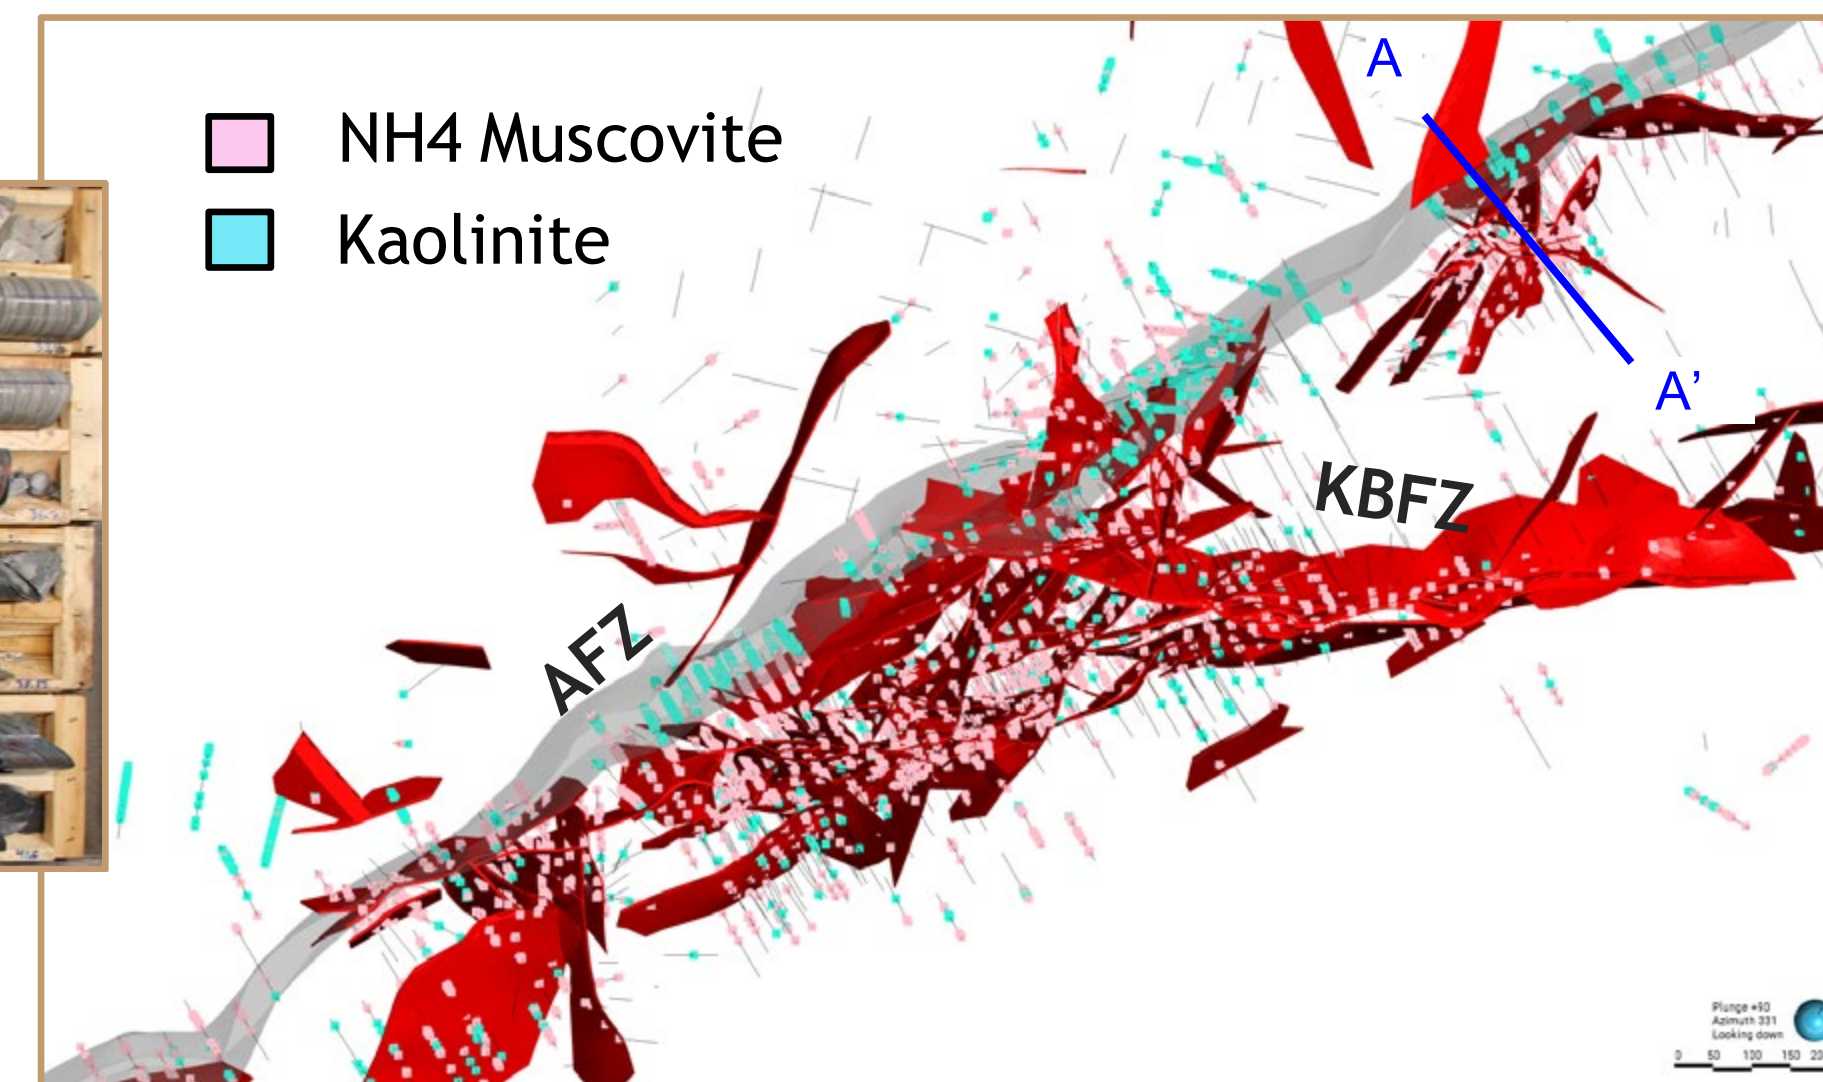 A
NH4 Muscovite
Kaolinite
A’
KBFZ
AFZ
Plunge +90
Azimuth 331
Looking down
0 50 100 150